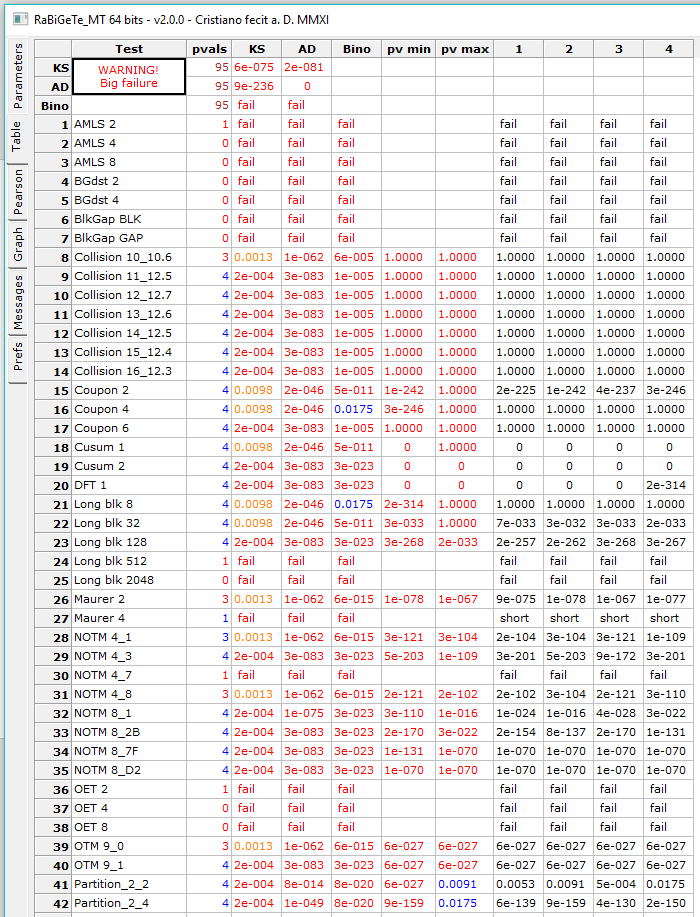 RaBiGeTe_MT 64 bits - v2.0.0 - Cristiano fecit a. D. MMXI
Parameters
Table
Pearson
Graph
Messages
Prefs
Test pvals KS AD Bino pv min pv max 1 2 3 4
KS WARNING! 95 6e-075 2e-081
AD Big failure 95 9e-236 0
Bino 95 fail fail
1 AMLS 2 1 fail fail fail fail fail fail fail
2 AMLS 4 0 fail fail fail fail fail fail fail
3 AMLS 8 0 fail fail fail fail fail fail fail
4 BGdst 2 0 fail fail fail fail fail fail fail
5 BGdst 4 0 fail fail fail fail fail fail fail
6 BlkGap BLK 0 fail fail fail fail fail fail fail
7 BlkGap GAP 0 fail fail fail fail fail fail fail
8 Collision 10_10.6 3 0.0013 1e-062 6e-005 1.0000 1.0000 1.0000 1.0000 1.0000 1.0000
9 Collision 11_12.5 4 2e-004 3e-083 1e-005 1.0000 1.0000 1.0000 1.0000 1.0000 1.0000
10 Collision 12_12.7 4 2e-004 3e-083 1e-005 1.0000 1.0000 1.0000 1.0000 1.0000 1.0000
11 Collision 13_12.6 4 2e-004 3e-083 1e-005 1.0000 1.0000 1.0000 1.0000 1.0000 1.0000
12 Collision 14_12.5 4 2e-004 3e-083 1e-005 1.0000 1.0000 1.0000 1.0000 1.0000 1.0000
13 Collision 15_12.4 4 2e-004 3e-083 1e-005 1.0000 1.0000 1.0000 1.0000 1.0000 1.0000
14 Collision 16_12.3 4 2e-004 3e-083 1e-005 1.0000 1.0000 1.0000 1.0000 1.0000 1.0000
15 Coupon 2 4 0.0098 2e-046 5e-011 1e-242 1.0000 2e-225 1e-242 4e-237 3e-246
16 Coupon 4 4 0.0098 2e-046 0.0175 3e-246 1.0000 1.0000 1.0000 1.0000 1.0000
17 Coupon 6 4 2e-004 3e-083 1e-005 1.0000 1.0000 1.0000 1.0000 1.0000 1.0000
18 Cusum 1 4 0.0098 2e-046 5e-011 0 1.0000 0 0 0 0
19 Cusum 2 4 2e-004 3e-083 3e-023 0 0 0 0 0 0
20 DFT 1 4 2e-004 3e-083 3e-023 0 0 0 0 0 2e-314
21 Long blk 8 4 0.0098 2e-046 0.0175 2e-314 1.0000 1.0000 1.0000 1.0000 1.0000
22 Long blk 32 4 0.0098 2e-046 5e-011 3e-033 1.0000 7e-033 3e-032 3e-033 2e-033
23 Long blk 128 4 2e-004 3e-083 3e-023 3e-268 2e-033 2e-257 2e-262 3e-268 3e-267
24 Long blk 512 1 fail fail fail fail fail fail fail
25 Long blk 2048 0 fail fail fail fail fail fail fail
26 Maurer 2 3 0.0013 1e-062 6e-015 1e-078 1e-067 9e-075 1e-078 1e-067 1e-077
27 Maurer 4 1 fail fail fail short short short short
28 NOTM 4_1 3 0.0013 1e-062 6e-015 3e-121 3e-104 2e-104 3e-104 3e-121 1e-109
29 NOTM 4_3 4 2e-004 3e-083 3e-023 5e-203 1e-109 3e-201 5e-203 9e-172 3e-201
30 NOTM 4_7 1 fail fail fail fail fail fail fail
31 NOTM 4_8 3 0.0013 1e-062 6e-015 2e-121 2e-102 2e-102 3e-104 2e-121 3e-110
32 NOTM 8_1 4 2e-004 1e-075 3e-023 3e-110 1e-016 1e-024 1e-016 4e-028 3e-022
33 NOTM 8_2B 4 2e-004 3e-083 3e-023 2e-170 3e-022 2e-154 8e-137 2e-170 1e-131
34 NOTM 8_7F 4 2e-004 3e-083 3e-023 1e-131 1e-070 1e-070 1e-070 1e-070 1e-070
35 NOTM 8_D2 4 2e-004 3e-083 3e-023 1e-070 1e-070 1e-070 1e-070 1e-070 1e-070
36 OET 2 1 fail fail fail fail fail fail fail
37 OET 4 0 fail fail fail fail fail fail fail
38 OET 8 0 fail fail fail fail fail fail fail
39 OTM 9_0 3 0.0013 1e-062 6e-015 6e-027 6e-027 6e-027 6e-027 6e-027 6e-027
40 OTM 9_1 4 2e-004 3e-083 3e-023 6e-027 6e-027 6e-027 6e-027 6e-027 6e-027
41 Partition_2_2 4 2e-004 8e-014 8e-020 6e-027 0.0091 0.0053 0.0091 5e-004 0.0175
42 Partition_2_4 4 2e-004 1e-049 8e-020 9e-159 0.0175 6e-139 9e-159 4e-130 2e-150